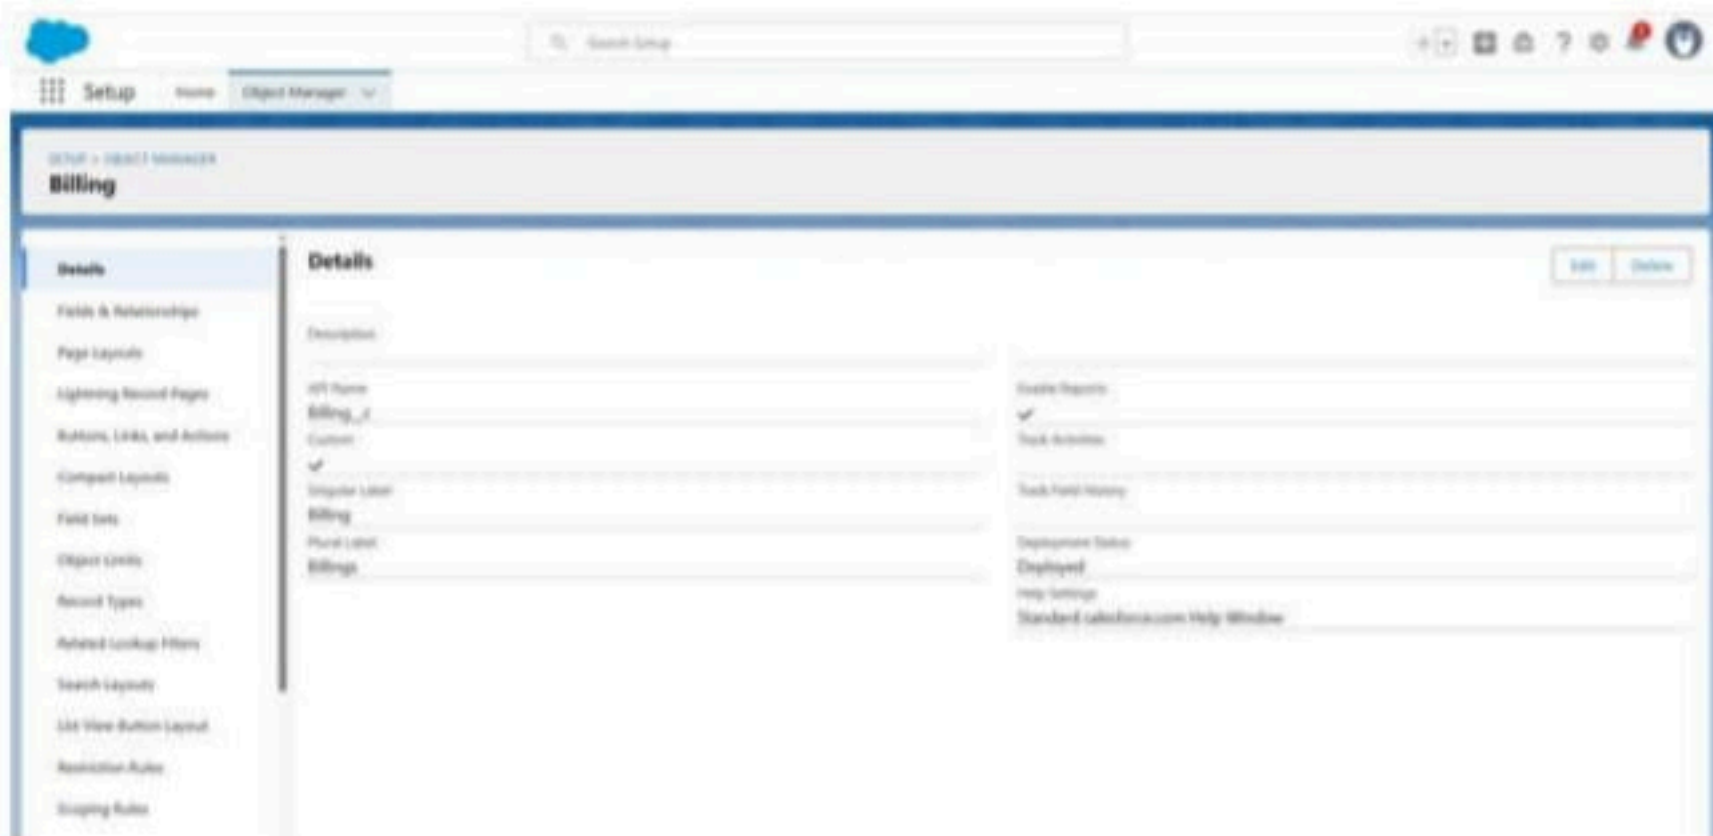 Search Setup
Setup
Home
Object Manager
SETUP > OBJECT MANAGER
Billing
Details
Fields & Relationships
Page Layouts
Lightning Record Pages
Buttons, Links, and Actions
Compact Layouts
Field Sets
Object Limits
Record Types
Related Lookup Filters
Search Layouts
List View Button Layout
Restriction Rules
Scoping Rules
Details
Edit
Delete
Description
API Name
Billing__c
Custom
Singular Label
Billing
Plural Label
Billings
Enable Reports
Track Activities
Track Field History
Deployment Status
Deployed
Help Settings
Standard salesforce.com Help Window